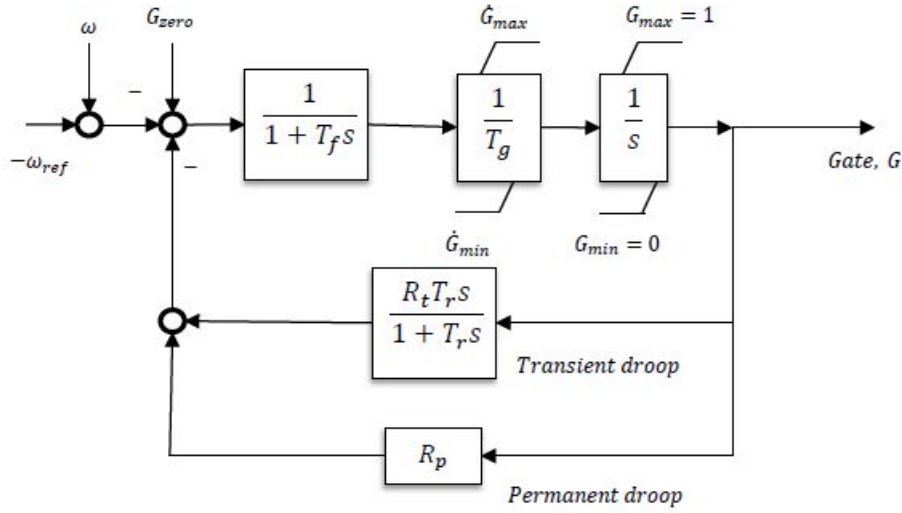 ω G_zero Ġ_max G_max = 1
− 
1 / 1 + T_f s
1 / T_g
1 / s
−ω_ref
−
Gate, G
Ġ_min G_min = 0
R_t T_r s / 1 + T_r s
Transient droop
R_p
Permanent droop